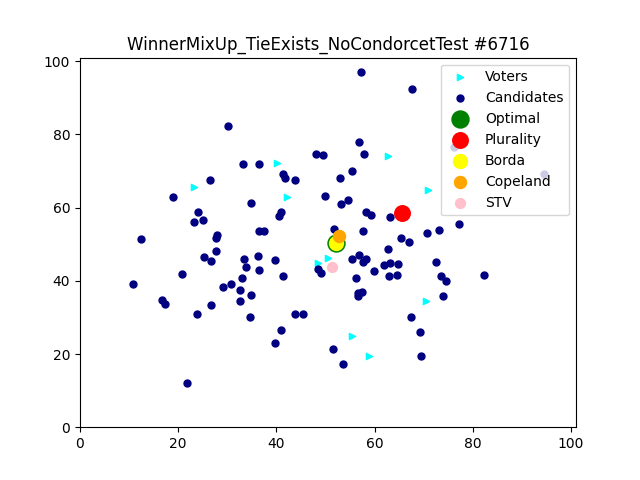 WinnerMixUp_TieExists_NoCondorcetTest #6716
100
80
60
40
20
0
0 20 40 60 80 100
Voters
Candidates
Optimal
Plurality
Borda
Copeland
STV